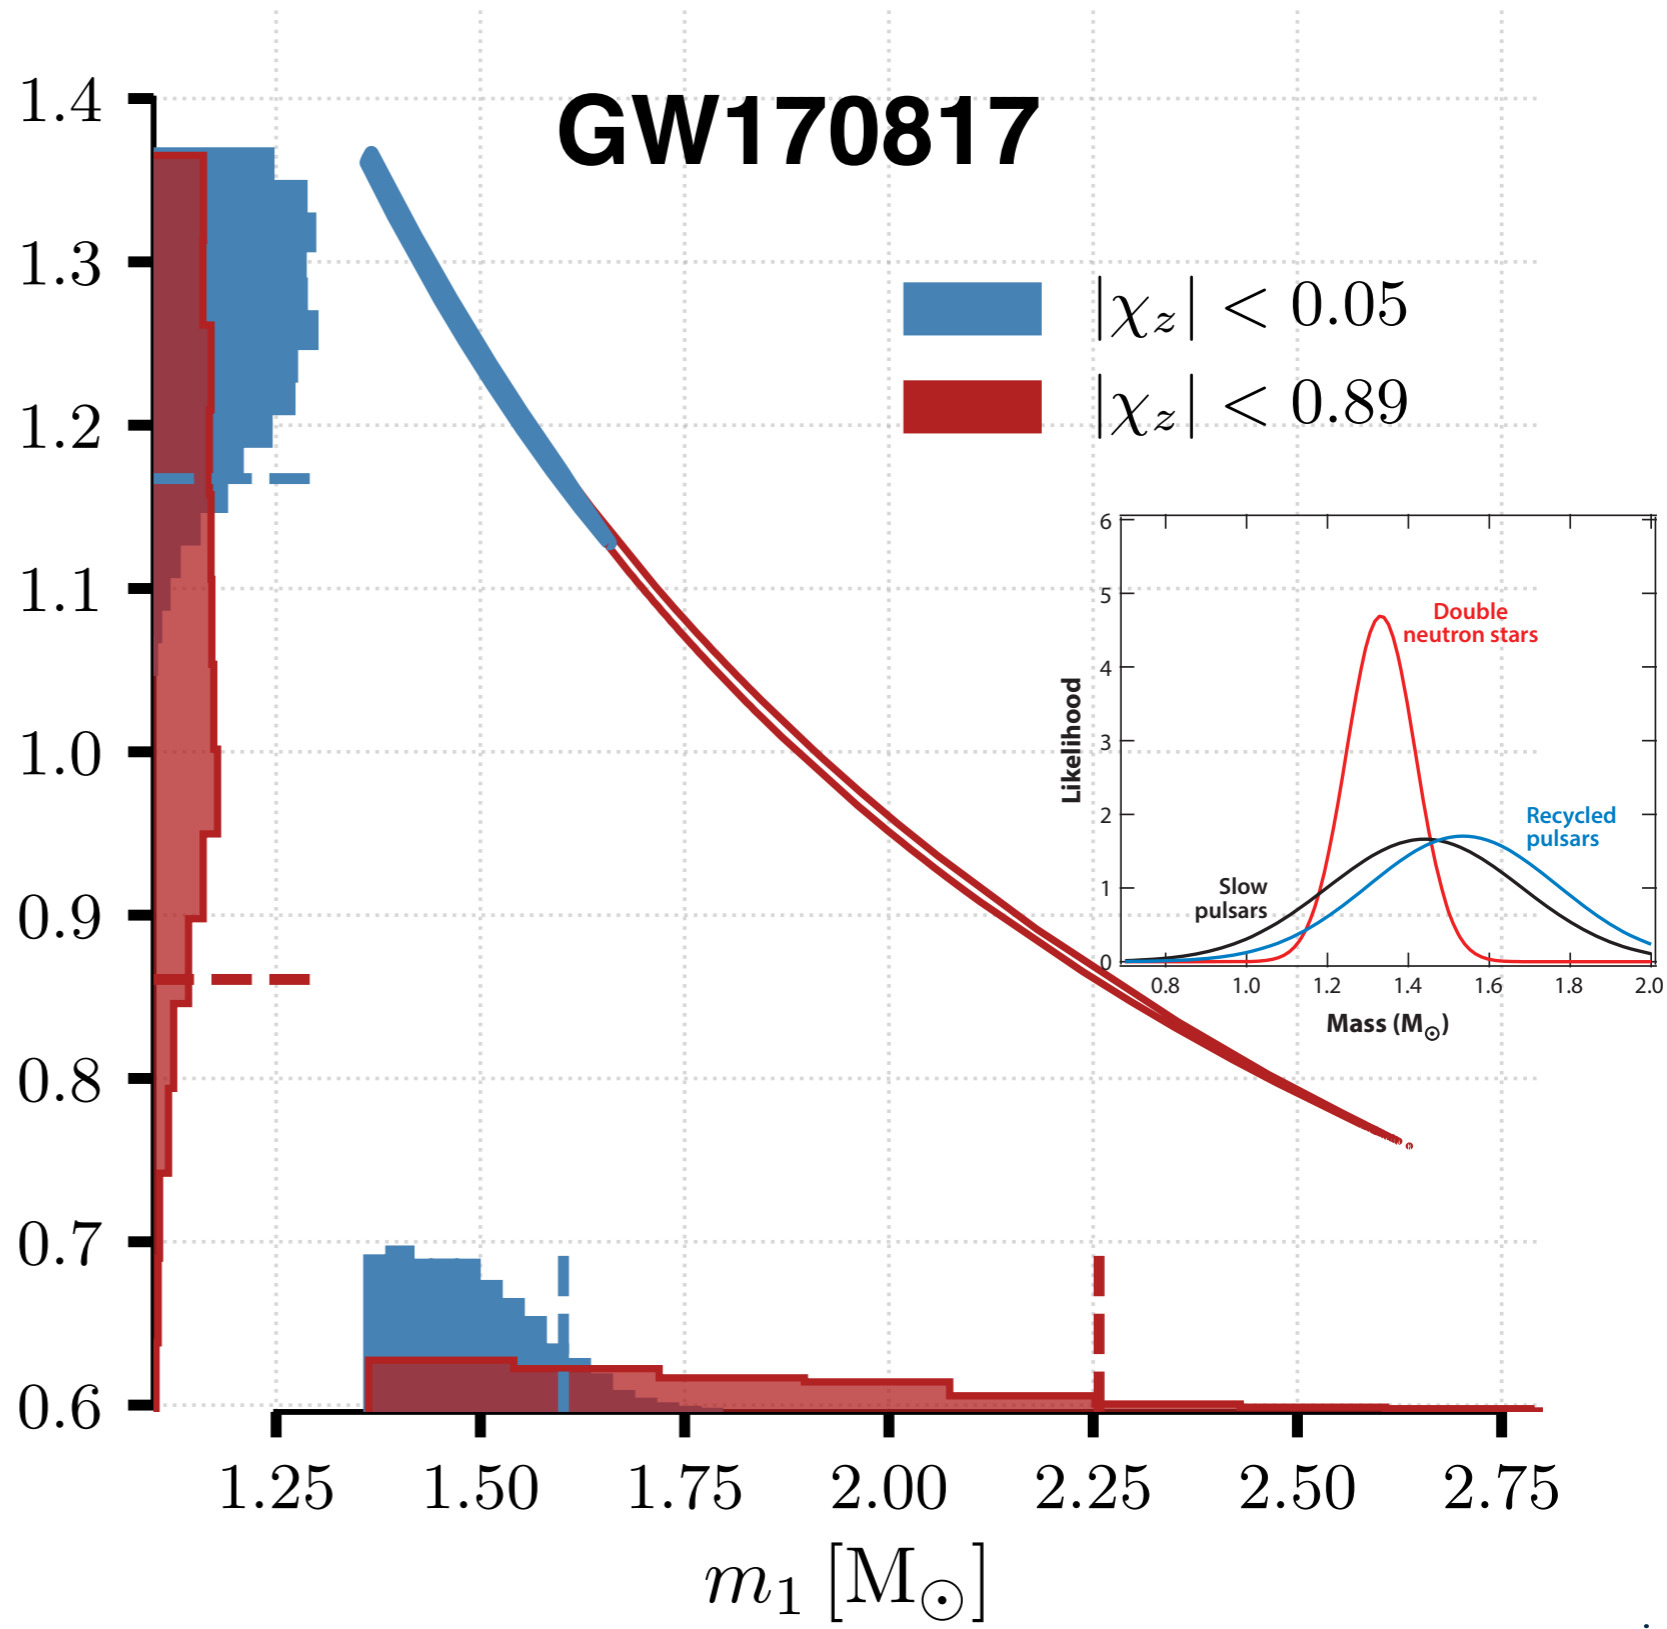 GW170817
1.4
1.3
1.2
1.1
1.0
0.9
0.8
0.7
0.6
|χz| < 0.05
|χz| < 0.89
6
5
4
3
2
1
0
Likelihood
Double
neutron stars
Recycled
pulsars
Slow
pulsars
0.8 1.0 1.2 1.4 1.6 1.8 2.0
Mass (M⊙)
1.25 1.50 1.75 2.00 2.25 2.50 2.75
m1 [M⊙]